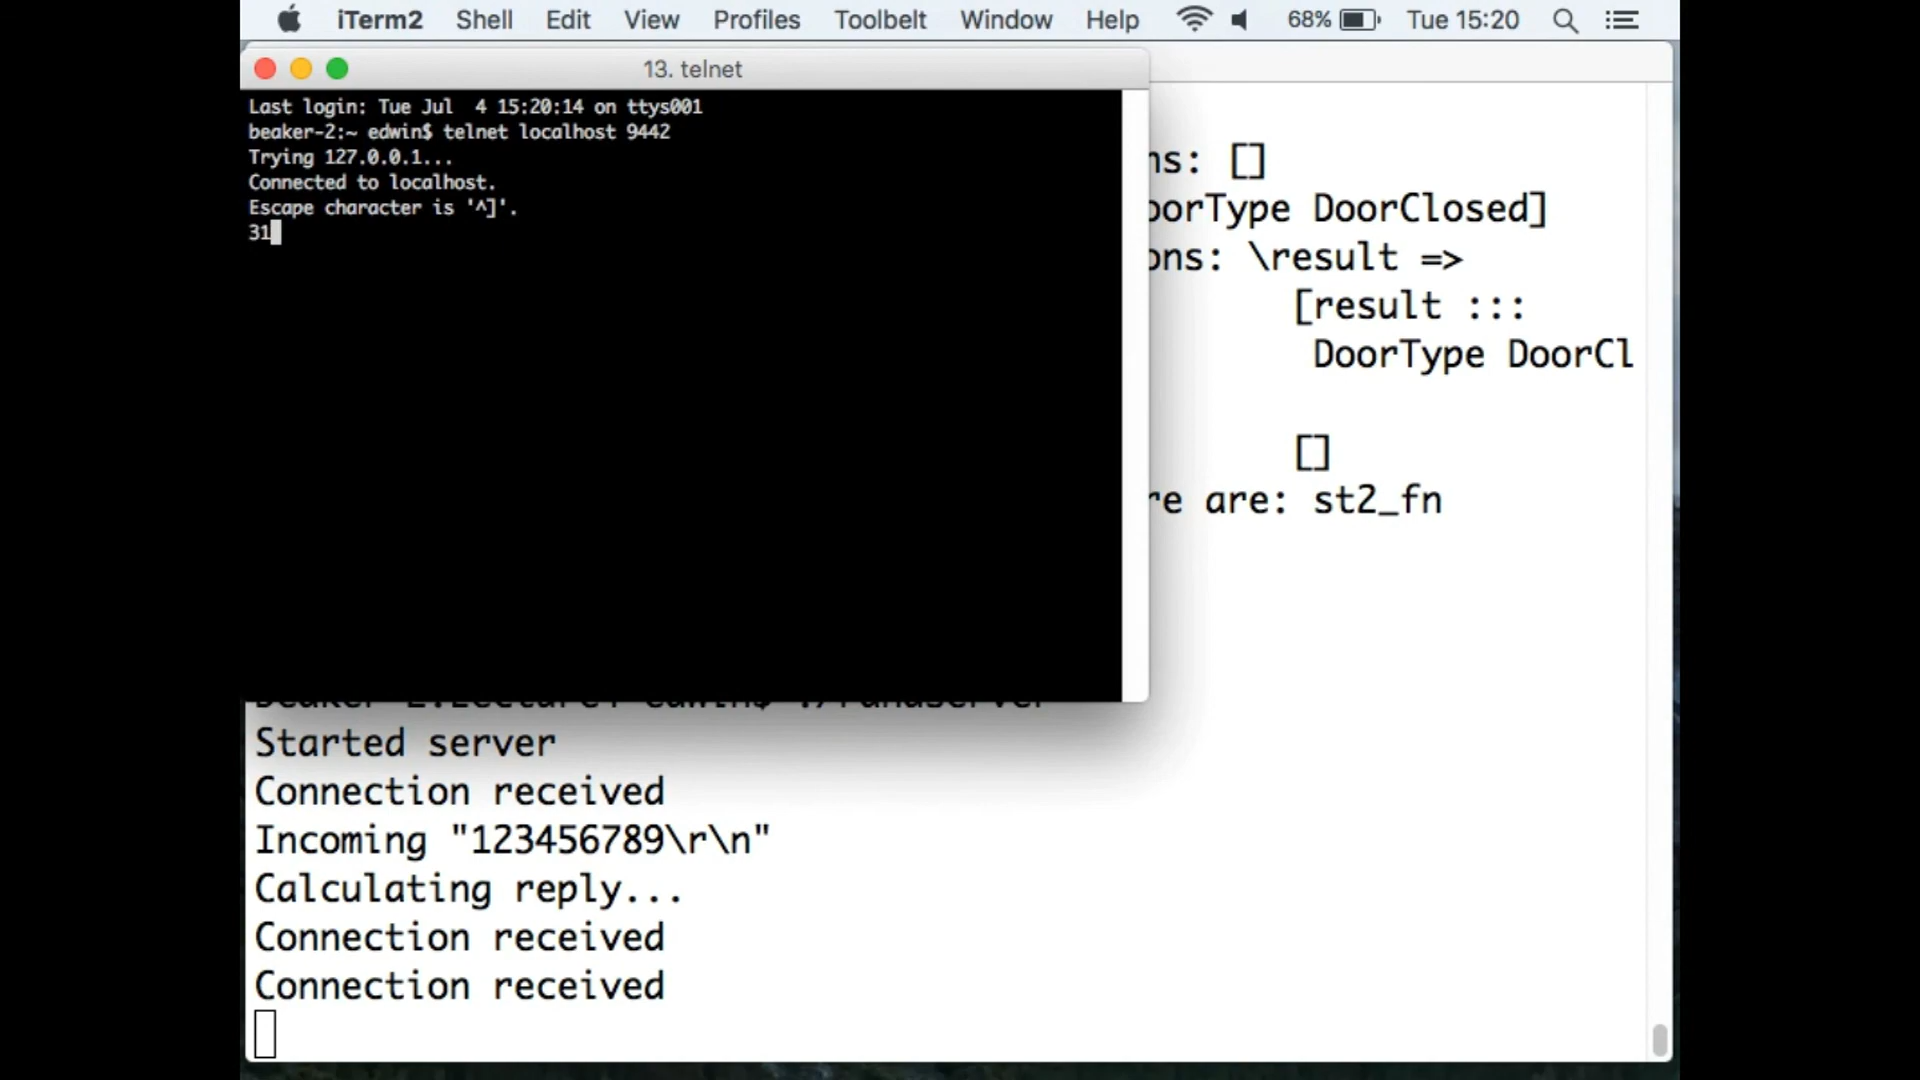 iTerm2 Shell Edit View Profiles Toolbelt Window Help 68% Tue 15:20
13. telnet
Last login: Tue Jul  4 15:20:14 on ttys001
beaker-2:~ edwin$ telnet localhost 9442
Trying 127.0.0.1...
Connected to localhost.
Escape character is '^]'.
31
ns: []
oorType DoorClosed]
ons: \result =>
[result :::
DoorType DoorCl
[]
re are: st2_fn
Started server
Connection received
Incoming "123456789\r\n"
Calculating reply...
Connection received
Connection received